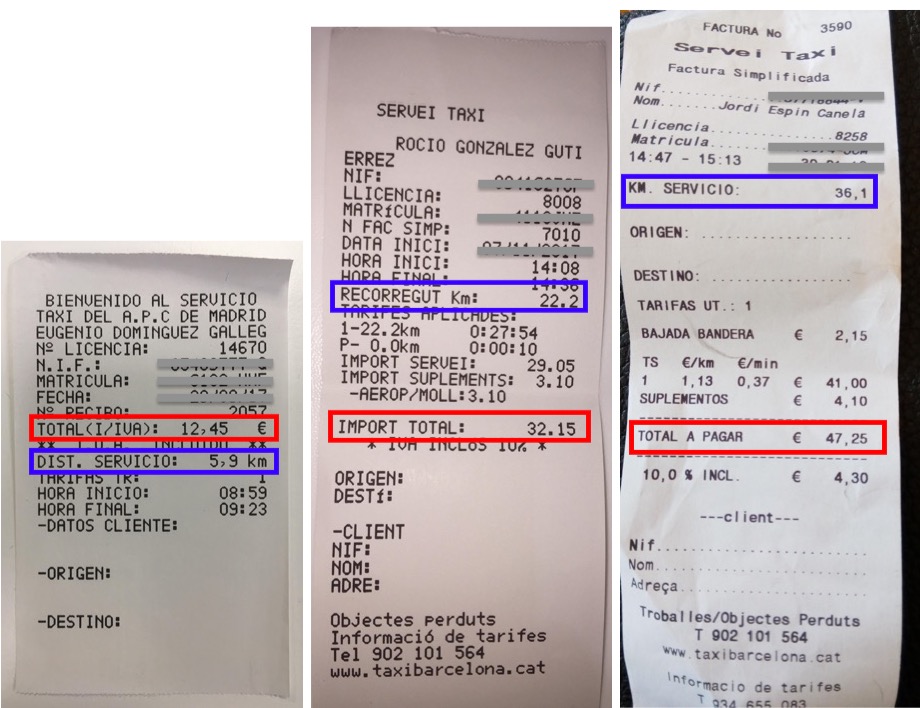 BIENVENIDO AL SERVICIO
TAXI DEL A.P.C DE MADRID
EUGENIO DOMINGUEZ GALLEG
Nº LICENCIA: 14670
N.I.F.:
MATRICULA:
FECHA:
Nº RECIBO: 2057
TOTAL(I/IVA): 12,45 €
** I.V.A. INCLUIDO **
DIST. SERVICIO: 5,9 km
TARIFAS TR: 1
HORA INICIO: 08:59
HORA FINAL: 09:23
-DATOS CLIENTE:
-ORIGEN:
-DESTINO:
SERVEI TAXI
ROCIO GONZALEZ GUTI
ERREZ
NIF:
LLICENCIA: 8008
MATRíCULA:
N FAC SIMP: 7010
DATA INICI:
HORA INICI: 14:08
HORA FINAL: 14:36
RECORREGUT Km: 22.2
TARIFES APLICADES:
1-22.2km 0:27:54
P- 0.0km 0:00:10
IMPORT SERVEI: 29.05
IMPORT SUPLEMENTS: 3.10
-AEROP/MOLL:3.10
IMPORT TOTAL: 32.15
* IVA INCLòS 10% *
ORIGEN:
DESTí:
-CLIENT
NIF:
NOM:
ADRE:
Objectes perduts
Informació de tarifes
Tel 902 101 564
www.taxibarcelona.cat
FACTURA No 3590
Servei Taxi
Factura Simplificada
Nif
Nom......Jordi Espin Canela
Llicencia..............8258
Matricula
14:47 - 15:13
KM. SERVICIO: 36,1
ORIGEN: ...................
DESTINO: ..................
TARIFAS UT.: 1
BAJADA BANDERA € 2,15
TS €/km €/min
1 1,13 0,37 € 41,00
SUPLEMENTOS € 4,10
TOTAL A PAGAR € 47,25
10,0 % INCL. € 4,30
---client---
Nif
Nom
Adreça
Troballes/Objectes Perduts
T 902 101 564
www.taxibarcelona.cat
Informacio de tarifes
T 934 655 083